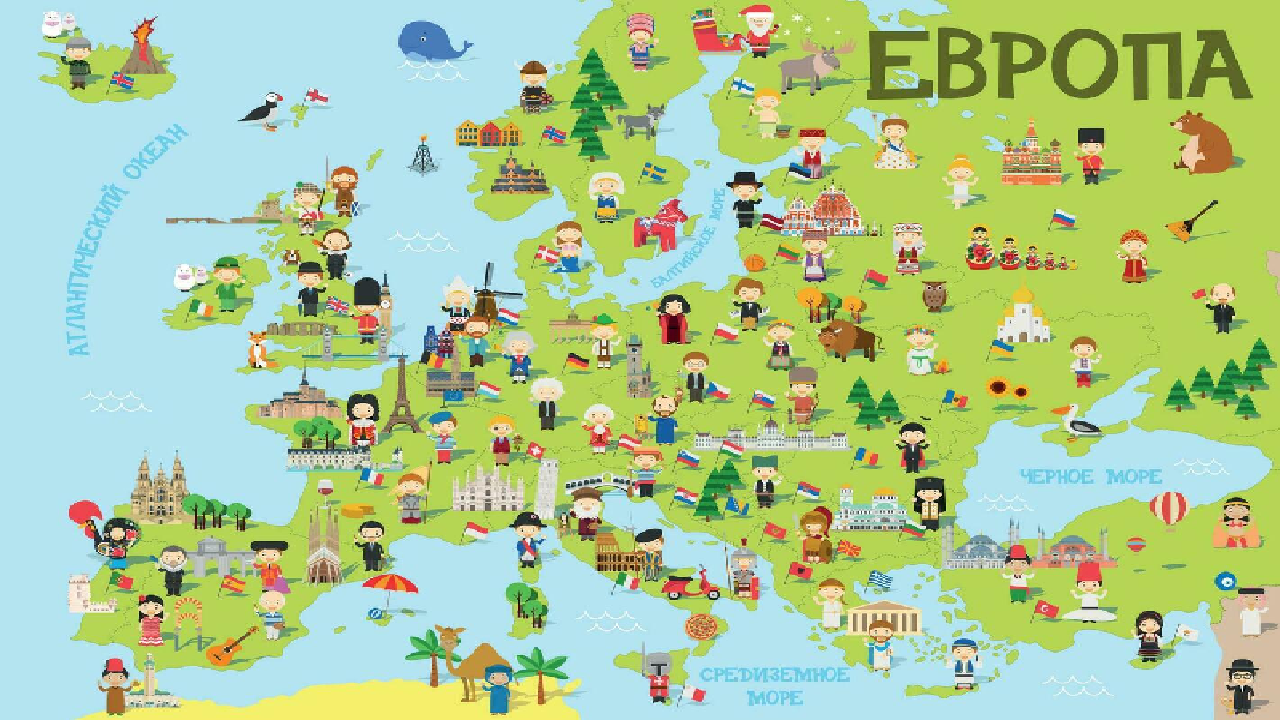 ЕВРОПА
АТЛАНТИЧЕСКИЙ ОКЕАН
БАЛТИЙСКОЕ МОРЕ
ЧЕРНОЕ МОРЕ
СРЕДИЗЕМНОЕ
МОРЕ